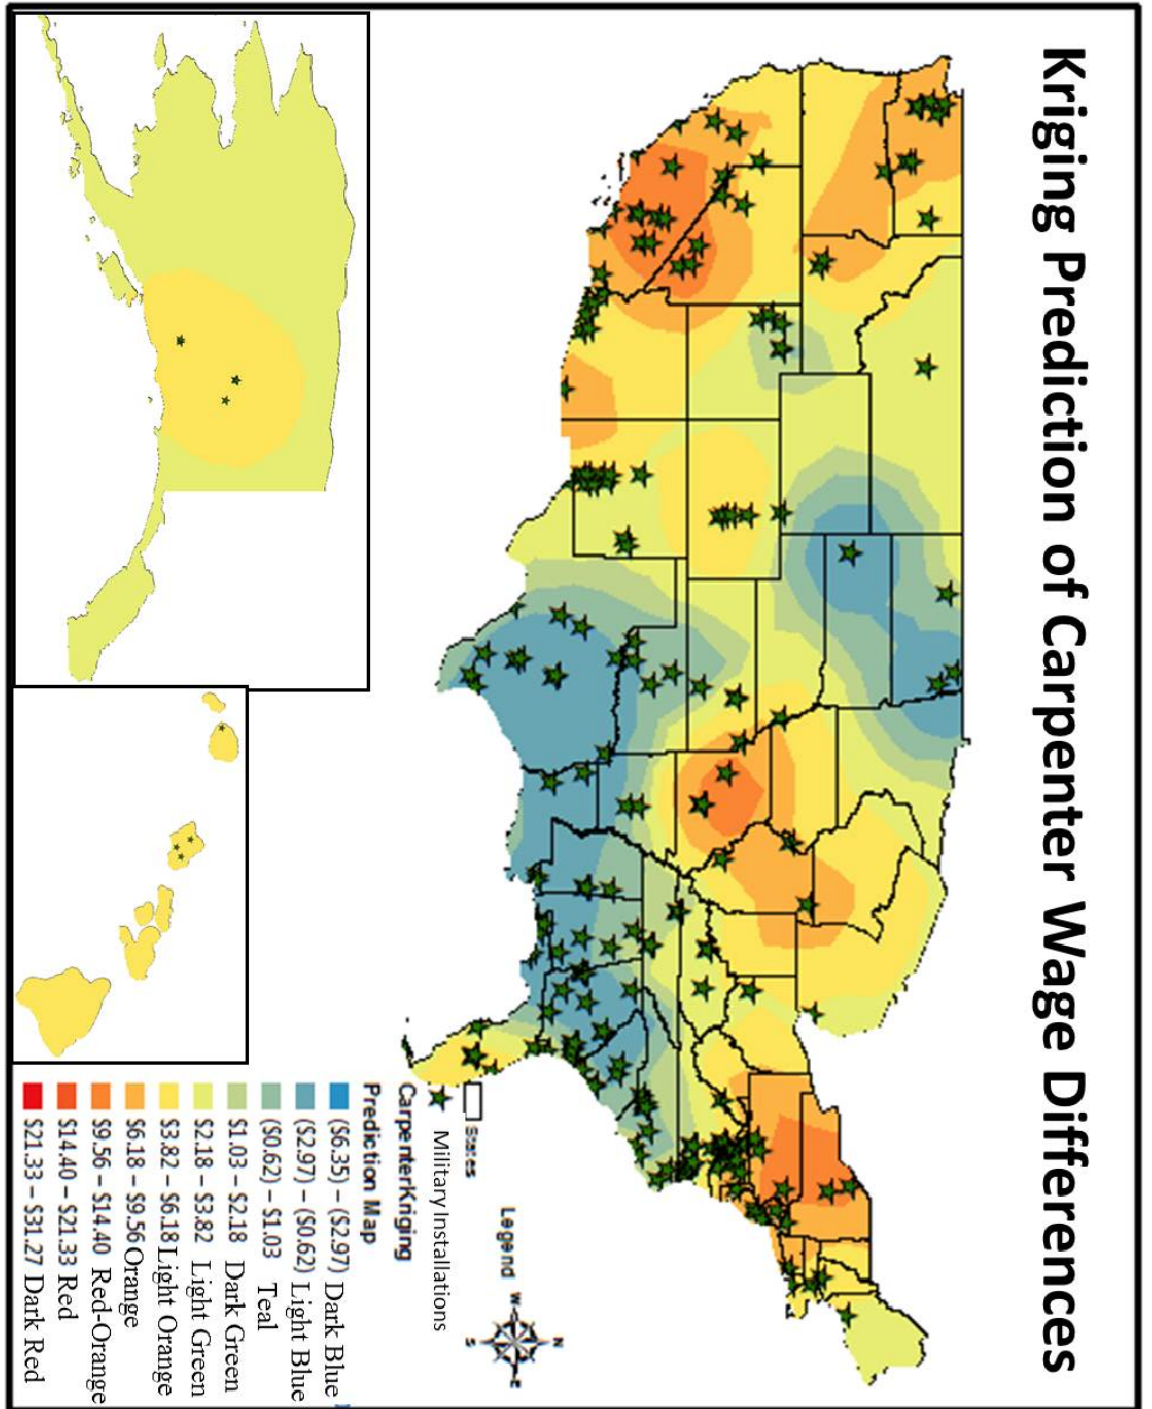 Kriging Prediction of Carpenter Wage Differences
Legend
N
W
E
S
States
Military Installations
CarpenterKriging
Prediction Map
($6.35) – ($2.97) Dark Blue
($2.97) – ($0.62) Light Blue
($0.62) – $1.03 Teal
$1.03 – $2.18 Dark Green
$2.18 – $3.82 Light Green
$3.82 – $6.18 Light Orange
$6.18 – $9.56 Orange
$9.56 – $14.40 Red-Orange
$14.40 – $21.33 Red
$21.33 – $31.27 Dark Red